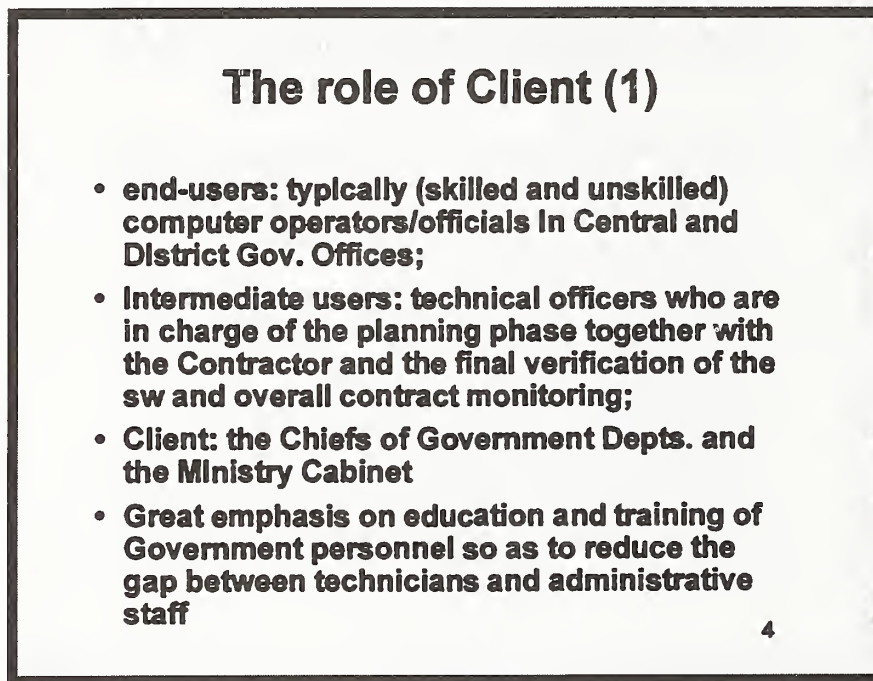 The role of Client (1)
• end-users: typically (skilled and unskilled)
computer operators/officials in Central and
District Gov. Offices;
• Intermediate users: technical officers who are
in charge of the planning phase together with
the Contractor and the final verification of the
sw and overall contract monitoring;
• Client: the Chiefs of Government Depts. and
the Ministry Cabinet
• Great emphasis on education and training of
Government personnel so as to reduce the
gap between technicians and administrative
staff
4